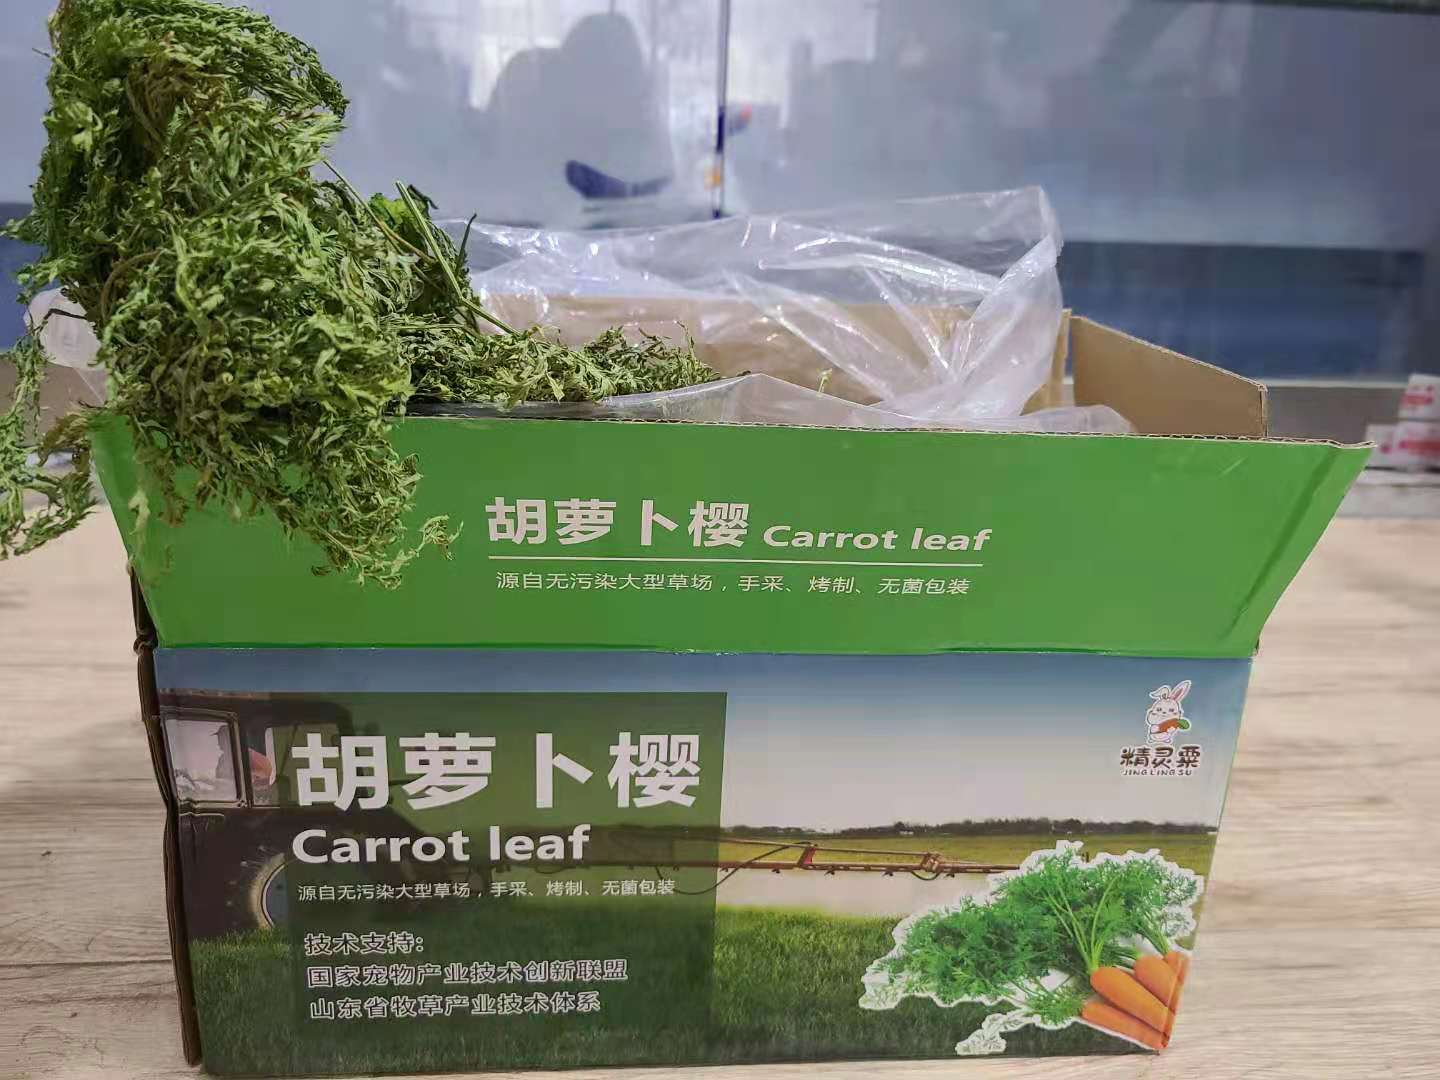 胡萝卜樱 Carrot leaf
源自无污染大型草场，手采、烤制、无菌包装
精灵粟
JING LING SU
胡萝卜樱
Carrot leaf
源自无污染大型草场，手采、烤制、无菌包装
技术支持：
国家宠物产业技术创新联盟
山东省牧草产业技术体系